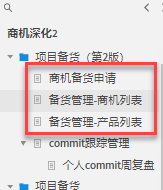 商机深化2
项目备货（第2版）
商机备货申请
备货管理-商机列表
备货管理-产品列表
commit跟踪管理
个人commit周复盘
项目备货